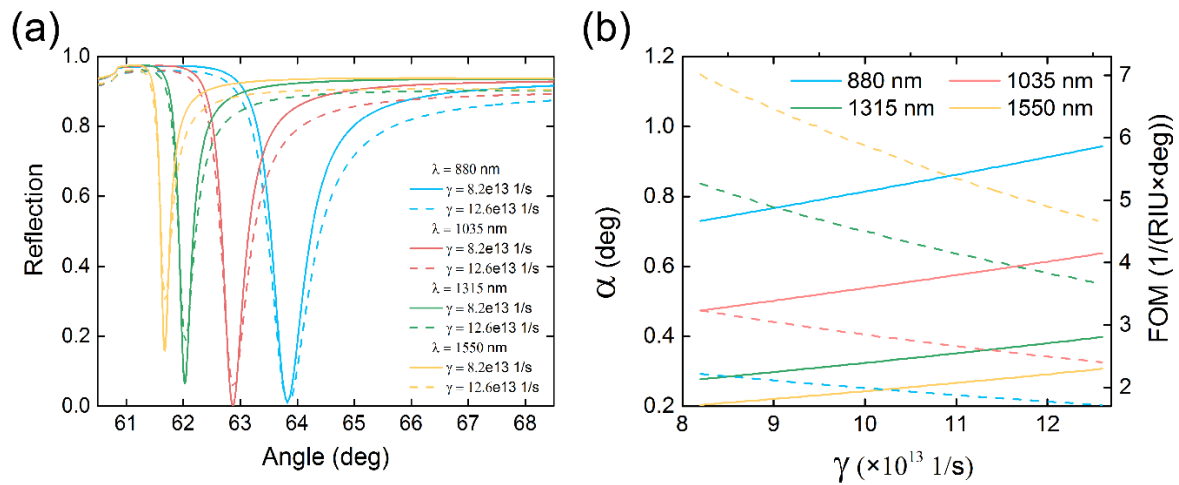 (a)
1.0
0.8
0.6
0.4
0.2
0.0
Reflection
61 62 63 64 65 66 67 68
Angle (deg)
λ = 880 nm
γ = 8.2e13 1/s
γ = 12.6e13 1/s
λ = 1035 nm
γ = 8.2e13 1/s
γ = 12.6e13 1/s
λ = 1315 nm
γ = 8.2e13 1/s
γ = 12.6e13 1/s
λ = 1550 nm
γ = 8.2e13 1/s
γ = 12.6e13 1/s
(b)
1.2
1.0
0.8
0.6
0.4
0.2
α (deg)
880 nm 1035 nm
1315 nm 1550 nm
7
6
5
4
3
2
FOM (1/(RIU×deg))
8 9 10 11 12
γ (×10¹³ 1/s)